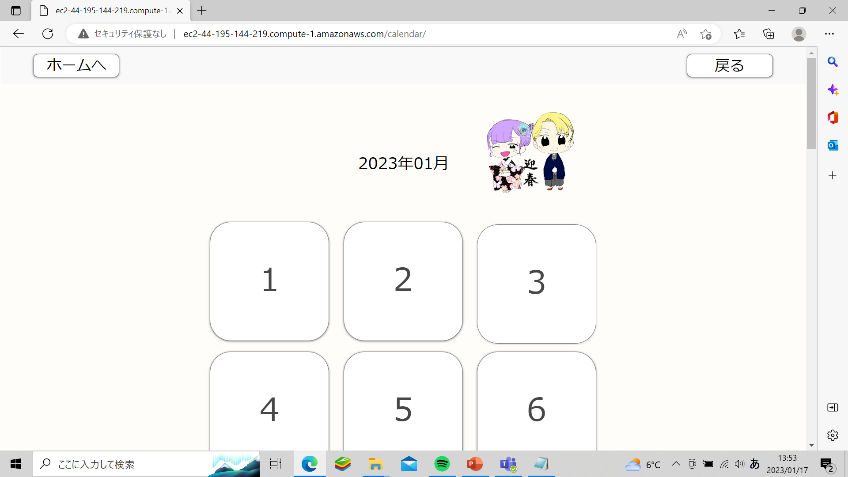 ec2-44-195-144-219.compute-1.
セキュリティ保護なし
ec2-44-195-144-219.compute-1.amazonaws.com/calendar/
ホームへ
戻る
2023年01月
迎春
1
2
3
4
5
6
ここに入力して検索
6°C
あ
13:53
2023/01/17
2